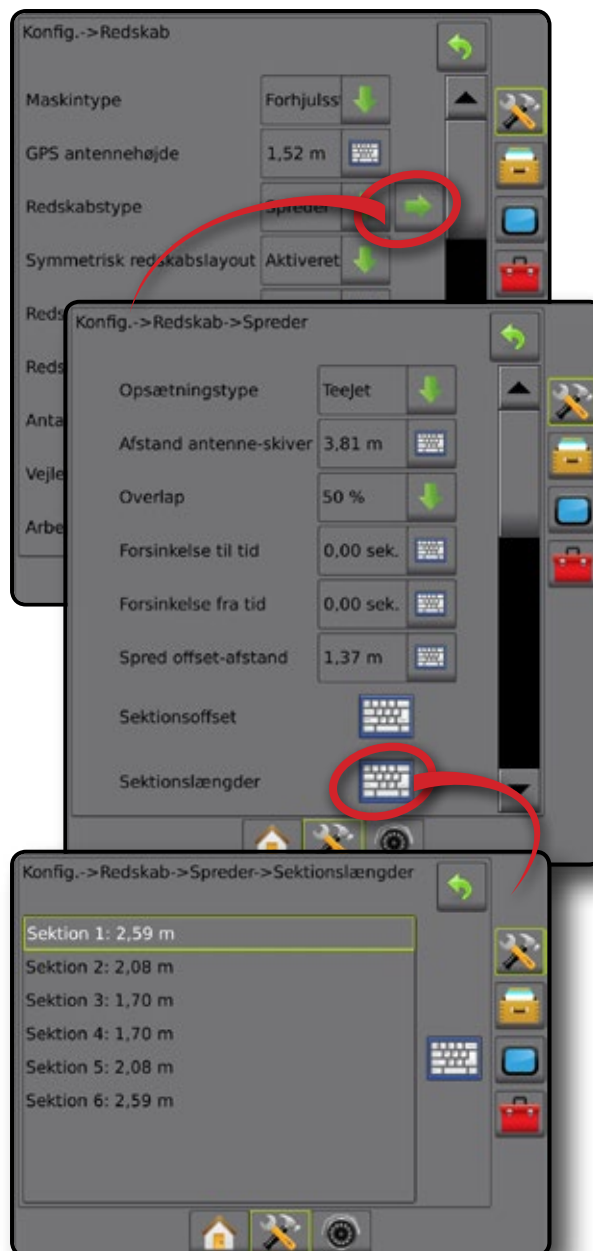 Konfig.->Redskab
Maskintype Forhjulss
GPS antennehøjde 1,52 m
Redskabstype Spreder
Symmetrisk redskabslayout Aktiveret
Reds
Reds
Anta
Vejle
Arbe
Konfig.->Redskab->Spreder
Opsætningstype TeeJet
Afstand antenne-skiver 3,81 m
Overlap 50 %
Forsinkelse til tid 0,00 sek.
Forsinkelse fra tid 0,00 sek.
Spred offset-afstand 1,37 m
Sektionsoffset
Sektionslængder
Konfig.->Redskab->Spreder->Sektionslængder
Sektion 1: 2,59 m
Sektion 2: 2,08 m
Sektion 3: 1,70 m
Sektion 4: 1,70 m
Sektion 5: 2,08 m
Sektion 6: 2,59 m